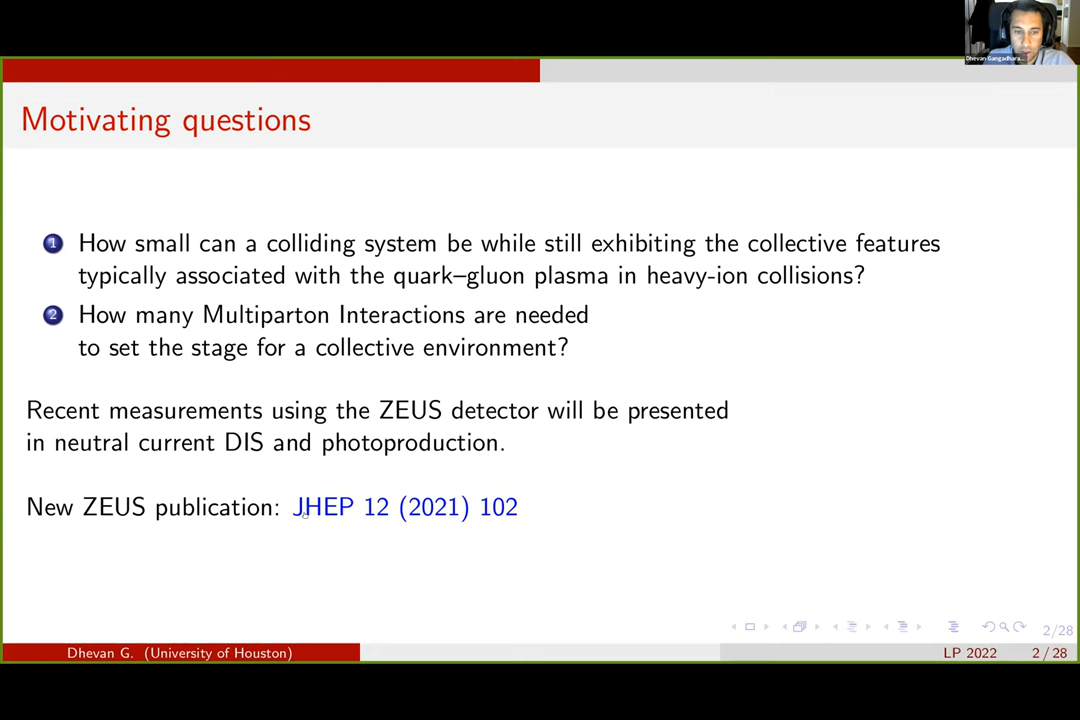 Dhevan Gangadhara...
Motivating questions
1 How small can a colliding system be while still exhibiting the collective features
typically associated with the quark–gluon plasma in heavy-ion collisions?
2 How many Multiparton Interactions are needed
to set the stage for a collective environment?
Recent measurements using the ZEUS detector will be presented
in neutral current DIS and photoproduction.
New ZEUS publication: JHEP 12 (2021) 102
2/28
Dhevan G. (University of Houston) LP 2022 2 / 28